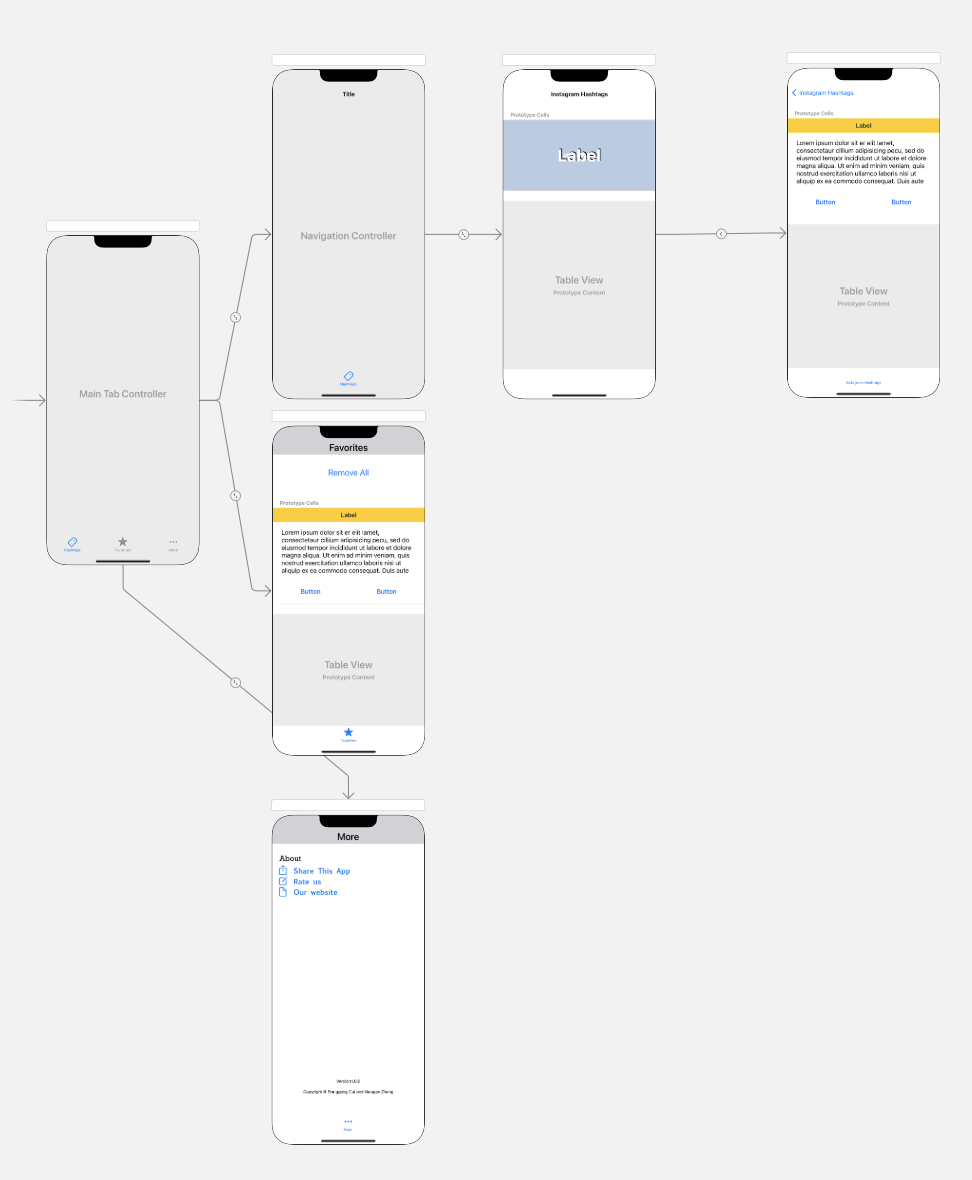 Title
Navigation Controller
Hashtags
Instagram Hashtags
Prototype Cells
Label
Table View
Prototype Content
Instagram Hashtags
Prototype Cells
Label
Lorem ipsum dolor sit er elit lamet,
consectetaur cillium adipisicing pecu, sed do
eiusmod tempor incididunt ut labore et dolore
magna aliqua. Ut enim ad minim veniam, quis
nostrud exercitation ullamco laboris nisi ut
aliquip ex ea commodo consequat. Duis aute
Button Button
Table View
Prototype Content
Instagram Hashtags
Main Tab Controller
Hashtags Favorites More
Favorites
Remove All
Prototype Cells
Label
Lorem ipsum dolor sit er elit lamet,
consectetaur cillium adipisicing pecu, sed do
eiusmod tempor incididunt ut labore et dolore
magna aliqua. Ut enim ad minim veniam, quis
nostrud exercitation ullamco laboris nisi ut
aliquip ex ea commodo consequat. Duis aute
Button Button
Table View
Prototype Content
Favorites
More
About
Share This App
Rate us
Our website
Copyright © Cui and Zhang
More